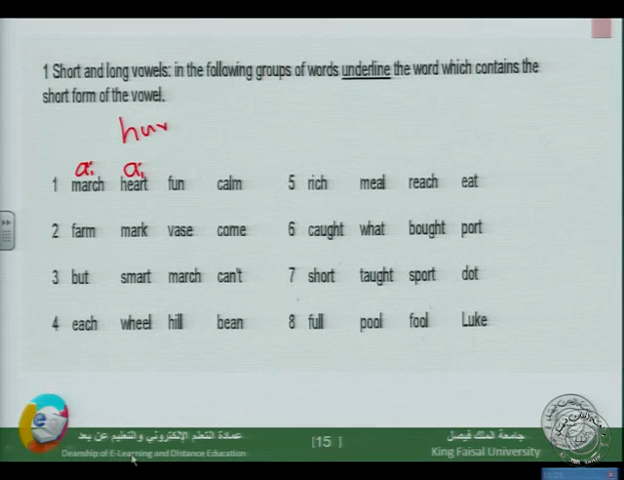 1 Short and long vowels: in the following groups of words underline the word which contains the
short form of the vowel.
ɑ: ɑ:
1 march heart fun calm 5 rich meal reach eat
2 farm mark vase come 6 caught what bought port
3 but smart march can't 7 short taught sport dot
4 each wheel hill bean 8 full pool fool Luke
عمادة التعلم الإلكتروني والتعليم عن بعد
Deanship of E-Learning and Distance Education
[15 ]
جامعة الملك فيصل
King Faisal University